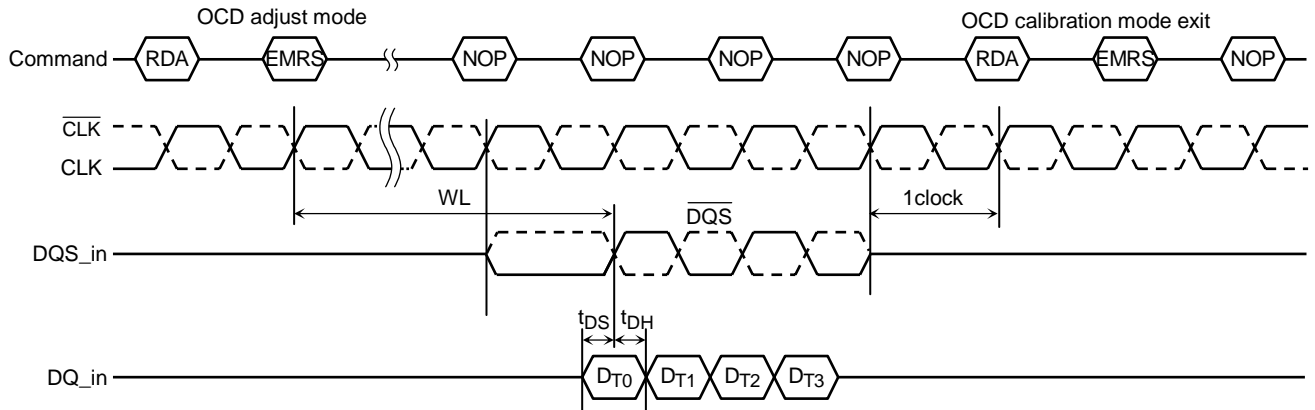 OCD adjust mode OCD calibration mode exit
Command RDA EMRS NOP NOP NOP NOP RDA EMRS NOP
CLK
CLK
WL DQS 1clock
DQS_in
tDS tDH
DQ_in DT0 DT1 DT2 DT3